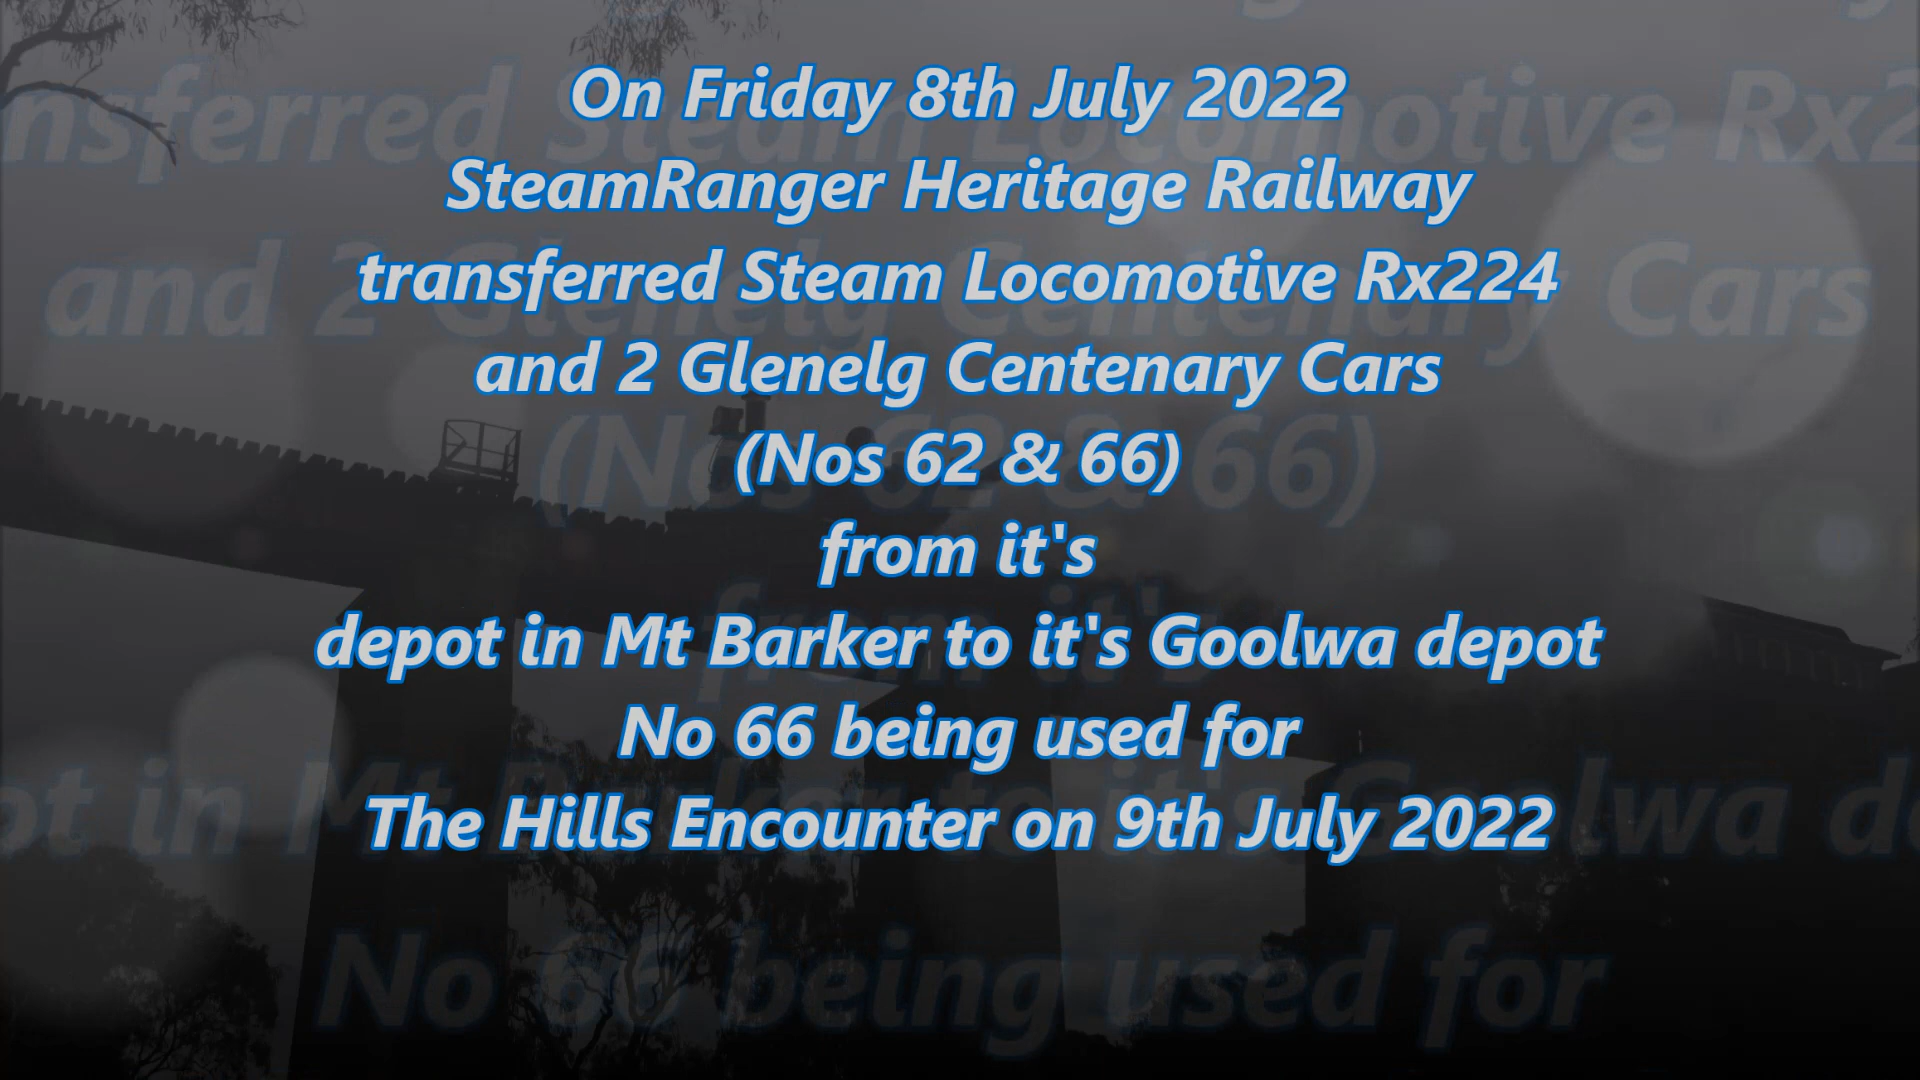 On Friday 8th July 2022
SteamRanger Heritage Railway
transferred Steam Locomotive Rx224
and 2 Glenelg Centenary Cars
(Nos 62 & 66)
from it's
depot in Mt Barker to it's Goolwa depot
No 66 being used for
The Hills Encounter on 9th July 2022